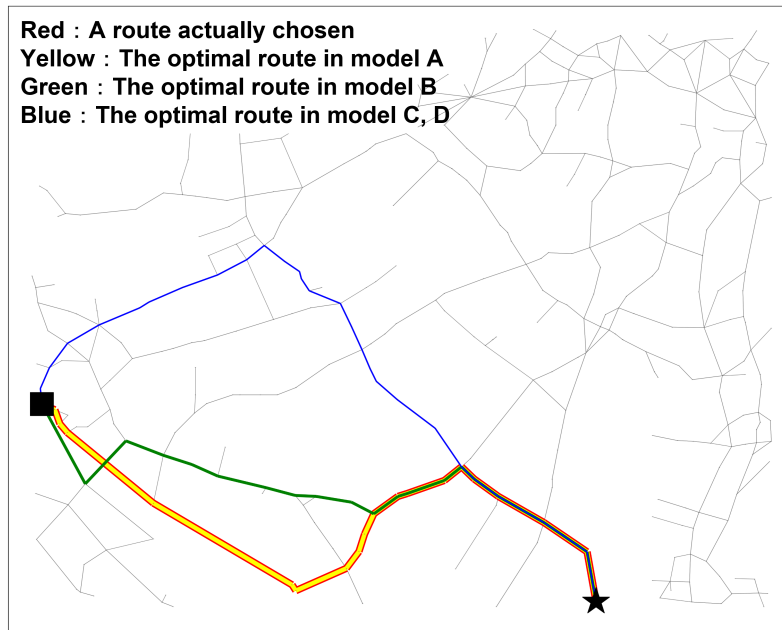 Red : A route actually chosen
Yellow : The optimal route in model A
Green : The optimal route in model B
Blue : The optimal route in model C, D